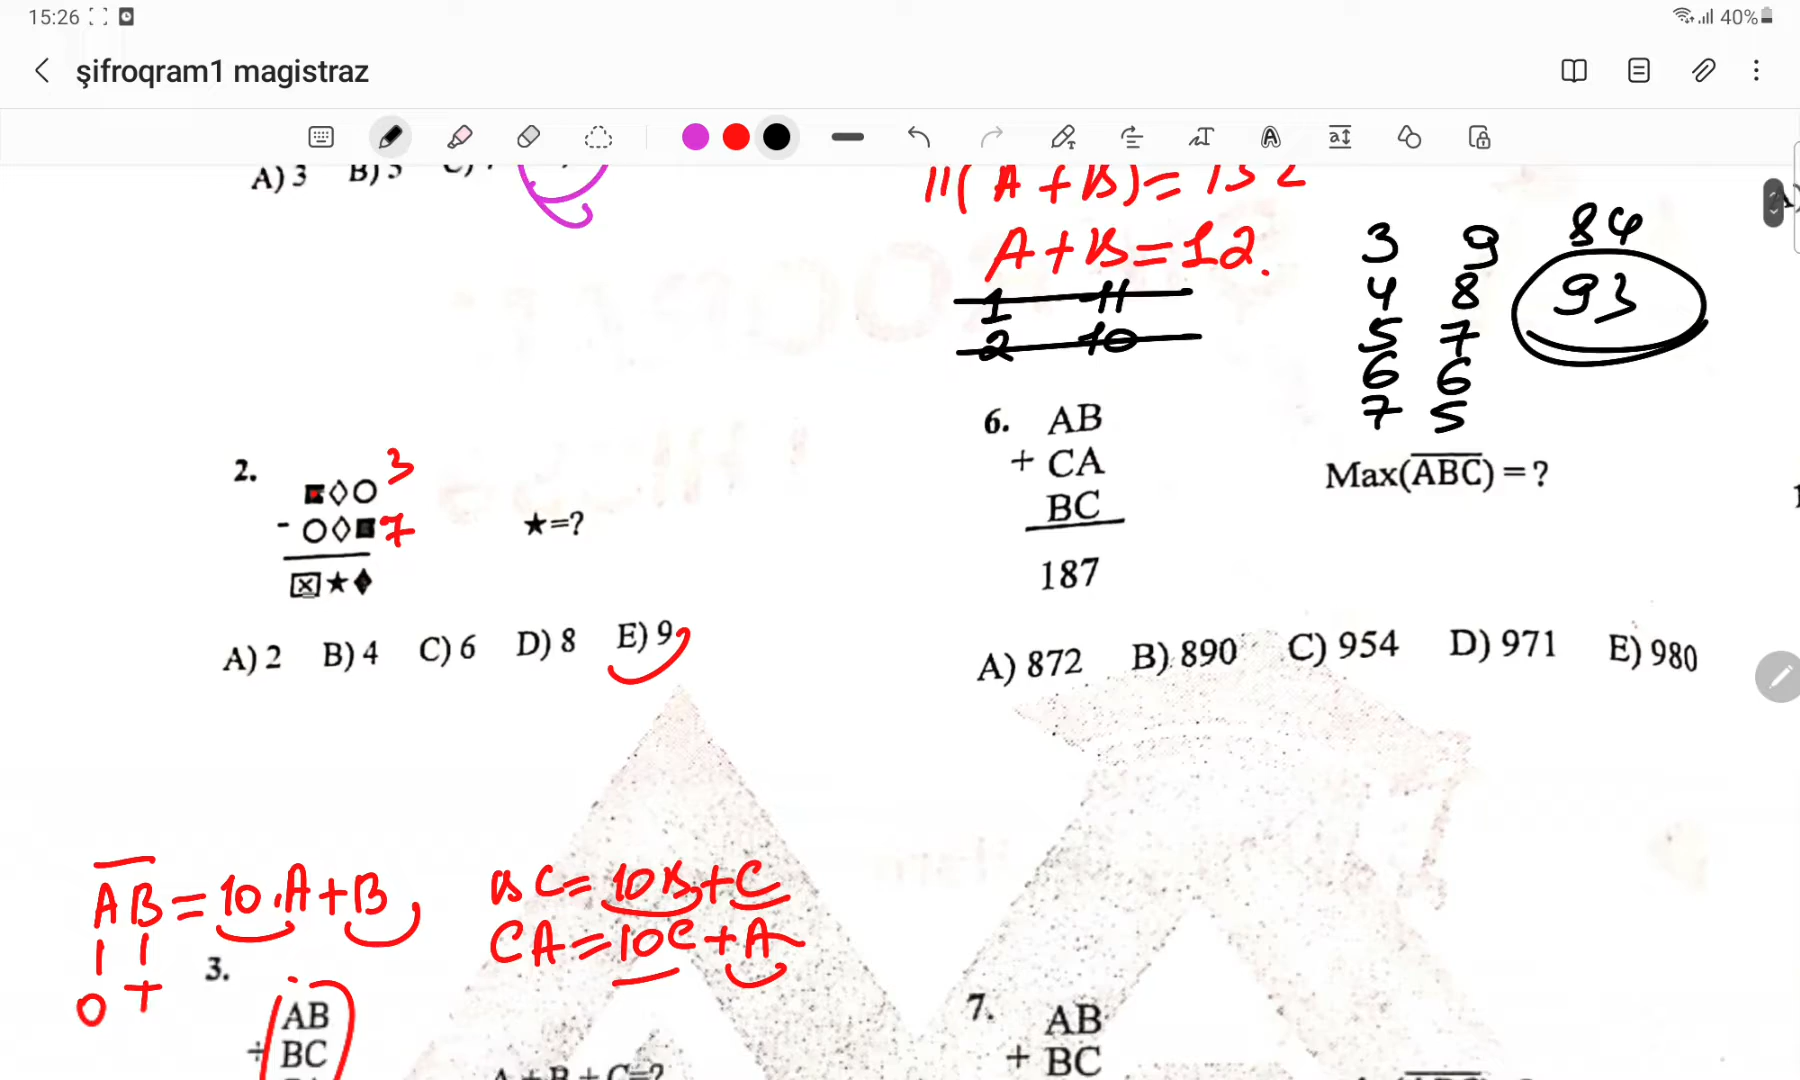 15:26
40%
şifroqram1 magistraz
A) 3 B) 5
11(A+B)=132
A+B=12.
1 11
2 10
3 9
4 8
5 7
6 6
7 5
84
93
2.
■◇○ 3
- ○◇■ 7
★=?
☒★♦
A) 2 B) 4 C) 6 D) 8 E) 9
6. AB
+ CA
BC
187
Max(ABC) = ?
A) 872 B) 890 C) 954 D) 971 E) 980
AB = 10·A+B
O T
BC=10B+C
CA=10C+A
3.
AB
+ BC
A + B + C=?
7. AB
+ BC